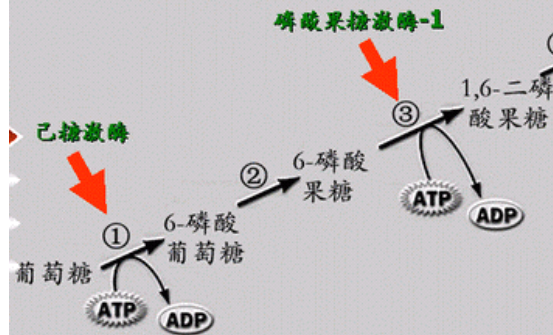 磷酸果糖激酶-1
1,6-二磷
酸果糖
③
己糖激酶
6-磷酸
果糖
②
ATP
ADP
6-磷酸
葡萄糖
①
葡萄糖
ATP
ADP